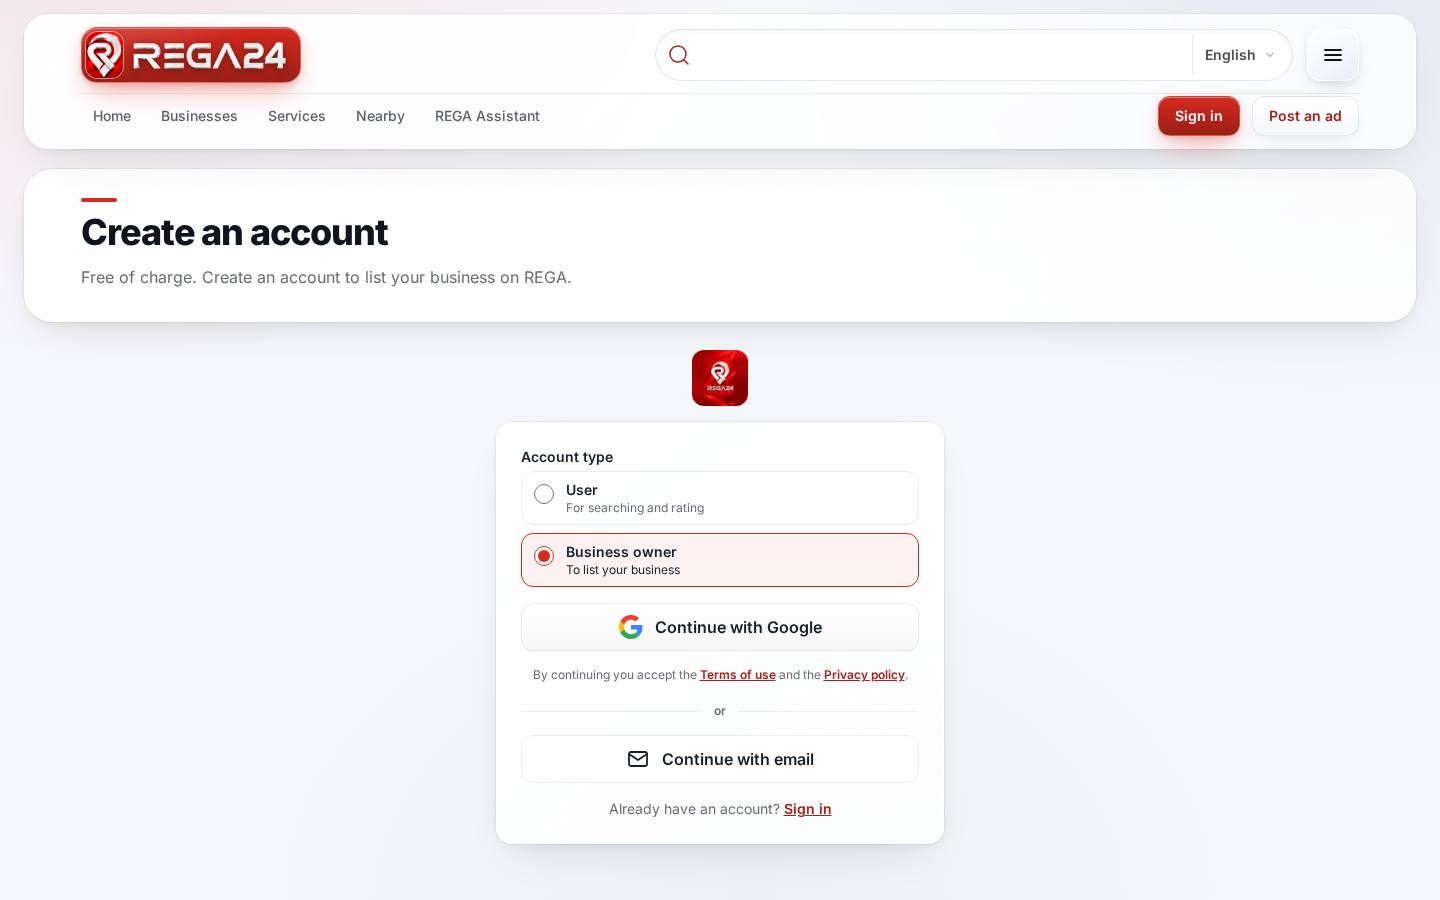 REGA24
English
Home
Businesses
Services
Nearby
REGA Assistant
Sign in
Post an ad
Create an account
Free of charge. Create an account to list your business on REGA.
REGA24
Account type
User
For searching and rating
Business owner
To list your business
Continue with Google
By continuing you accept the Terms of use and the Privacy policy.
or
Continue with email
Already have an account? Sign in